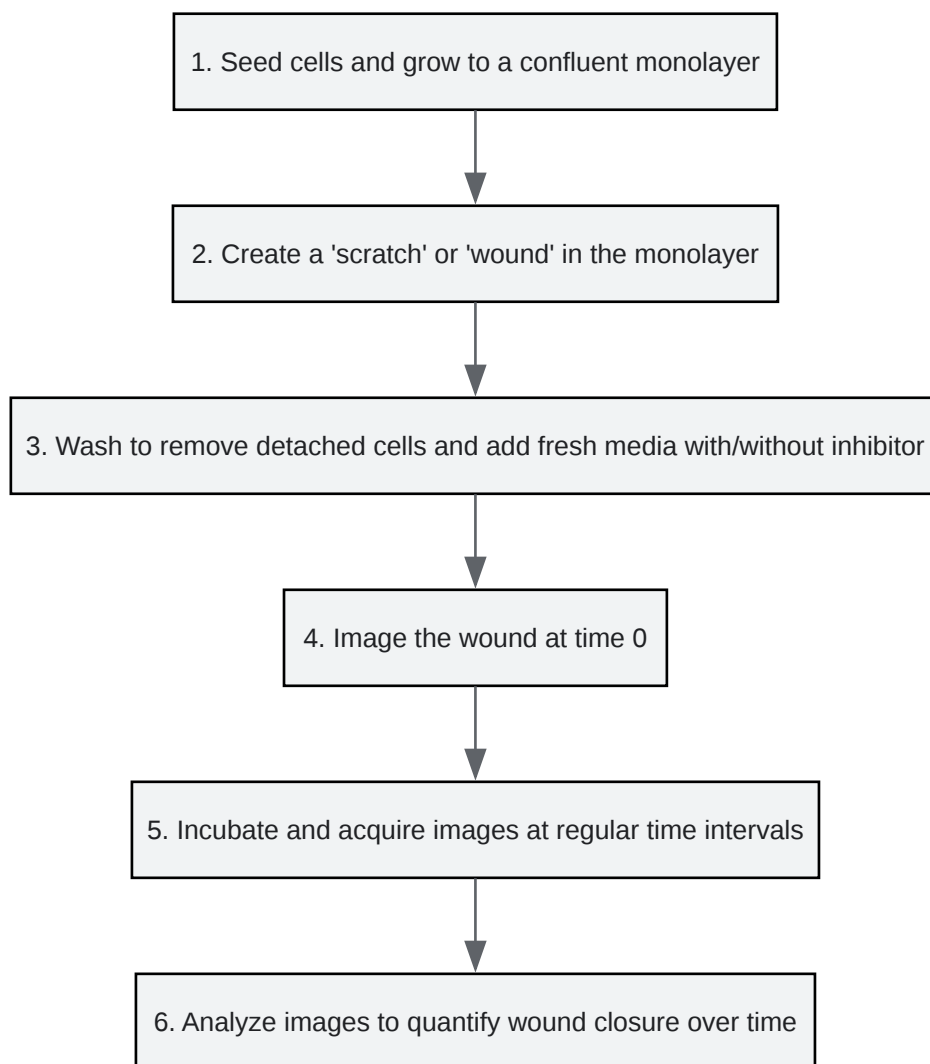 1. Seed cells and grow to a confluent monolayer
2. Create a 'scratch' or 'wound' in the monolayer
3. Wash to remove detached cells and add fresh media with/without inhibitor
4. Image the wound at time 0
5. Incubate and acquire images at regular time intervals
6. Analyze images to quantify wound closure over time